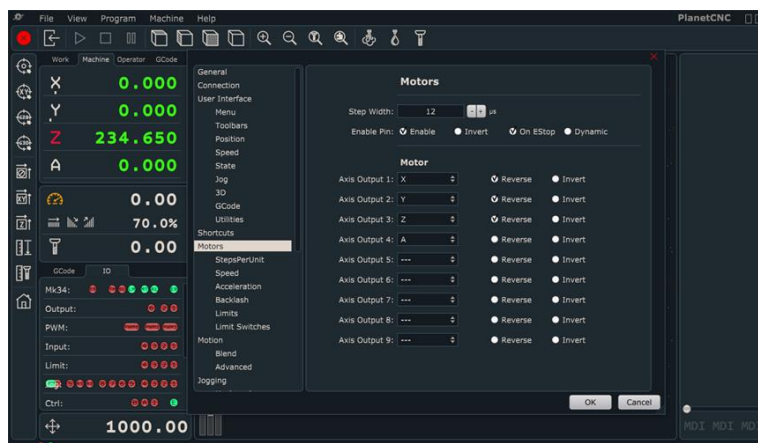 File View Program Machine Help
PlanetCNC
Work Machine Operator GCode
X 0.000
Y 0.000
Z 234.650
A 0.000
0.00
70.0%
0.00
GCode IO
Mk34:
Output:
PWM:
Input:
Limit:
Ctrl:
1000.00
General
Connection
User Interface
Menu
Toolbars
Position
Speed
State
Jog
3D
GCode
Utilities
Shortcuts
Motors
StepsPerUnit
Speed
Acceleration
Backlash
Limits
Limit Switches
Motion
Blend
Advanced
Jogging
Motors
Step Width: 12 - + µs
Enable Pin: Enable Invert On EStop Dynamic
Motor
Axis Output 1: X Reverse Invert
Axis Output 2: Y Reverse Invert
Axis Output 3: Z Reverse Invert
Axis Output 4: A Reverse Invert
Axis Output 5: --- Reverse Invert
Axis Output 6: --- Reverse Invert
Axis Output 7: --- Reverse Invert
Axis Output 8: --- Reverse Invert
Axis Output 9: --- Reverse Invert
OK Cancel
MDI MDI MD